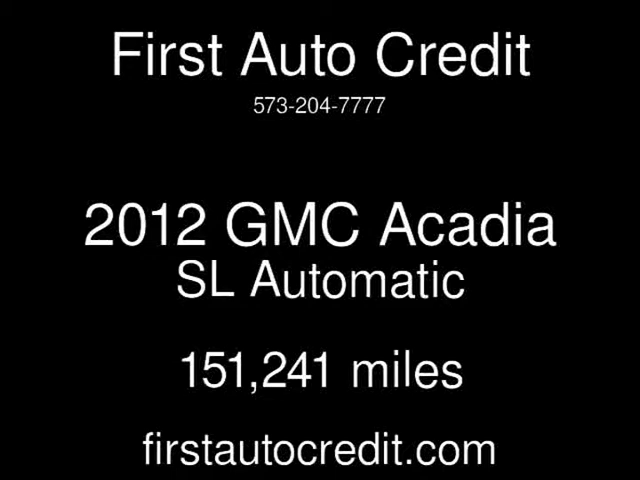 First Auto Credit
573-204-7777
2012 GMC Acadia
SL Automatic
151,241 miles
firstautocredit.com